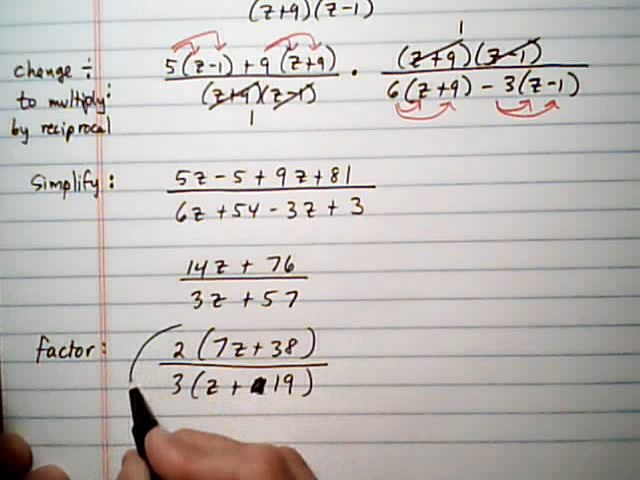 (z+9)(z-1)
1
change ÷ 5(z-1) + 9(z+9) · (z+9)(z-1)
to multiply: (z+9)(z-1) 6(z+9) - 3(z-1)
by reciprocal 1
Simplify: 5z - 5 + 9z + 81
6z + 54 - 3z + 3
14z + 76
3z + 57
factor: 2(7z+38)
3(z+19)